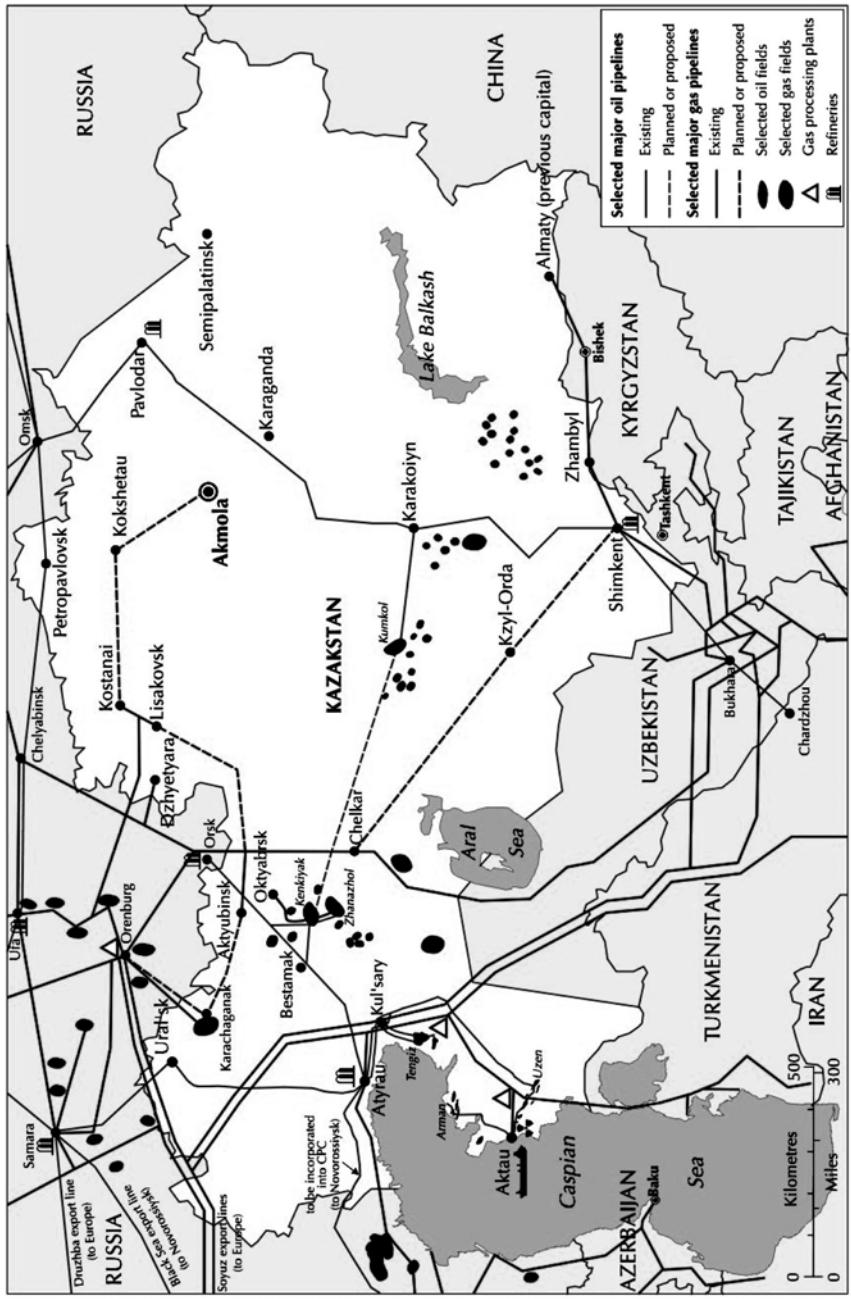 RUSSIA
Samara
Ufa
Chelyabinsk
Petropavlovsk
Omsk
RUSSIA
Druzhba export line
(to Europe)
Black Sea export line
(to Novorossiysk)
Soyuz export lines
(to Europe)
Orenburg
Ural'sk
Karachaganak
Orsk
Dzhyetyara
Lisakovsk
Kostanai
Kokshetau
Akmola
Pavlodar
Semipalatinsk
Karaganda
Aktyubinsk
Oktyabrsk
Kenkiyak
Bestamak
Zhanazhol
KAZAKSTAN
to be incorporated
into CPC
(to Novorossiysk)
Atyrau
Kul'sary
Chelkar
Kumkol
Karakoiyn
Lake Balkash
CHINA
Tengiz
Arman
Uzen
Aktau
Aral
Sea
Kzyl-Orda
Shimkent
Zhambyl
Bishek
Almaty (previous capital)
KYRGYZSTAN
Tashkent
UZBEKISTAN
Bukhara
Chardzhou
TAJIKISTAN
AFGHANISTAN
TURKMENISTAN
IRAN
Caspian
Sea
AZERBAIJAN
Baku
Kilometres
0
500
0
300
Miles
Selected major oil pipelines
Existing
Planned or proposed
Selected major gas pipelines
Existing
Planned or proposed
Selected oil fields
Selected gas fields
Gas processing plants
Refineries